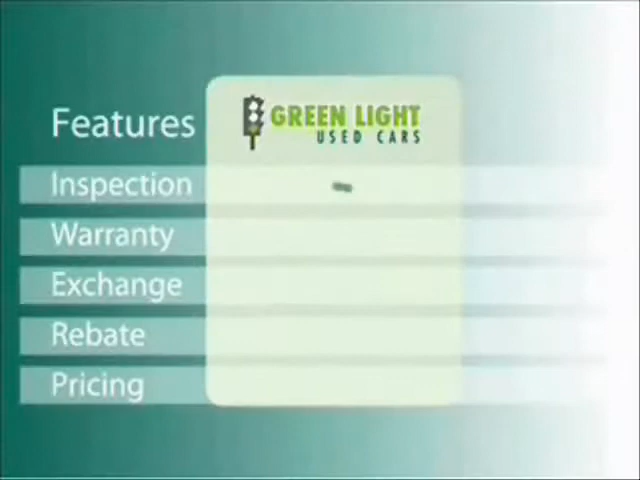 Features
GREEN LIGHT
USED CARS
Inspection
Warranty
Exchange
Rebate
Pricing